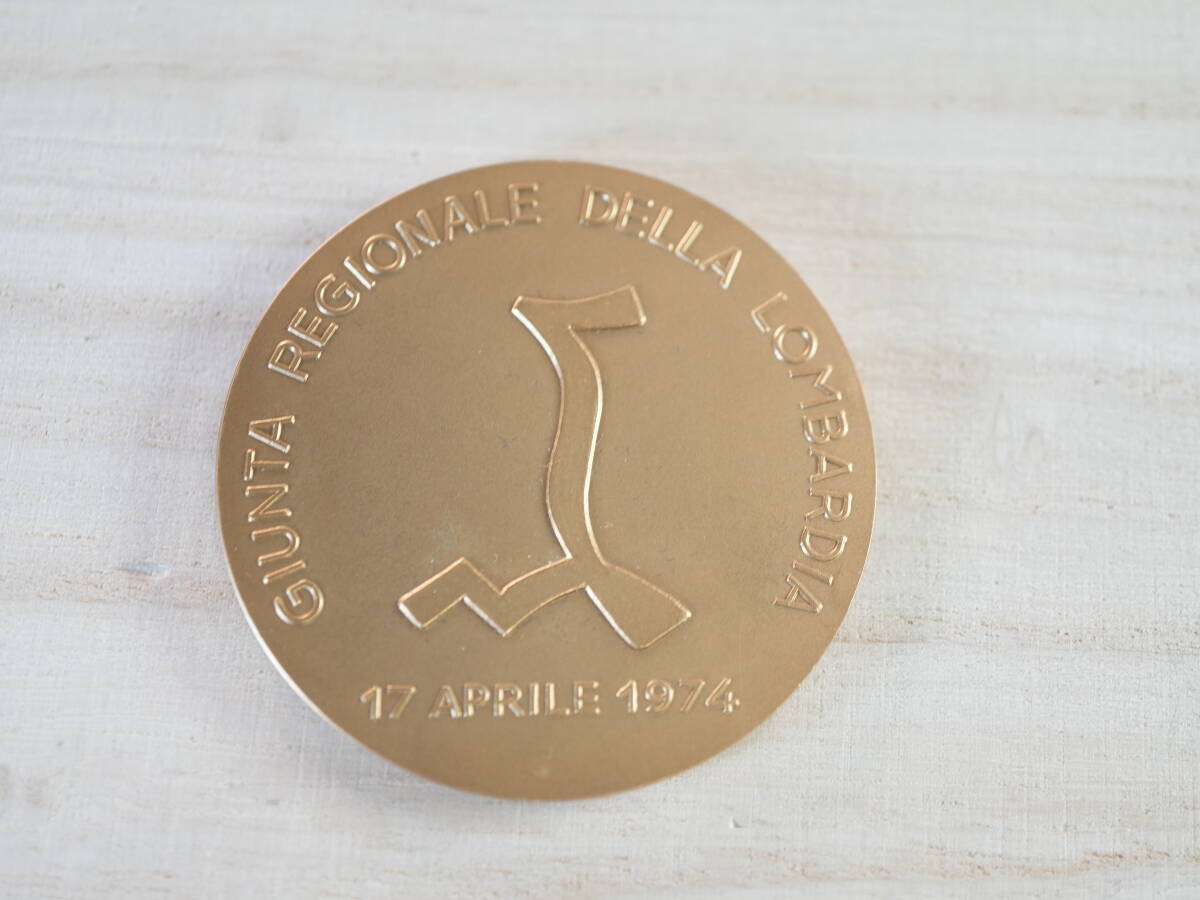 GIUNTA REGIONALE DELLA LOMBARDIA
17 APRILE 1974